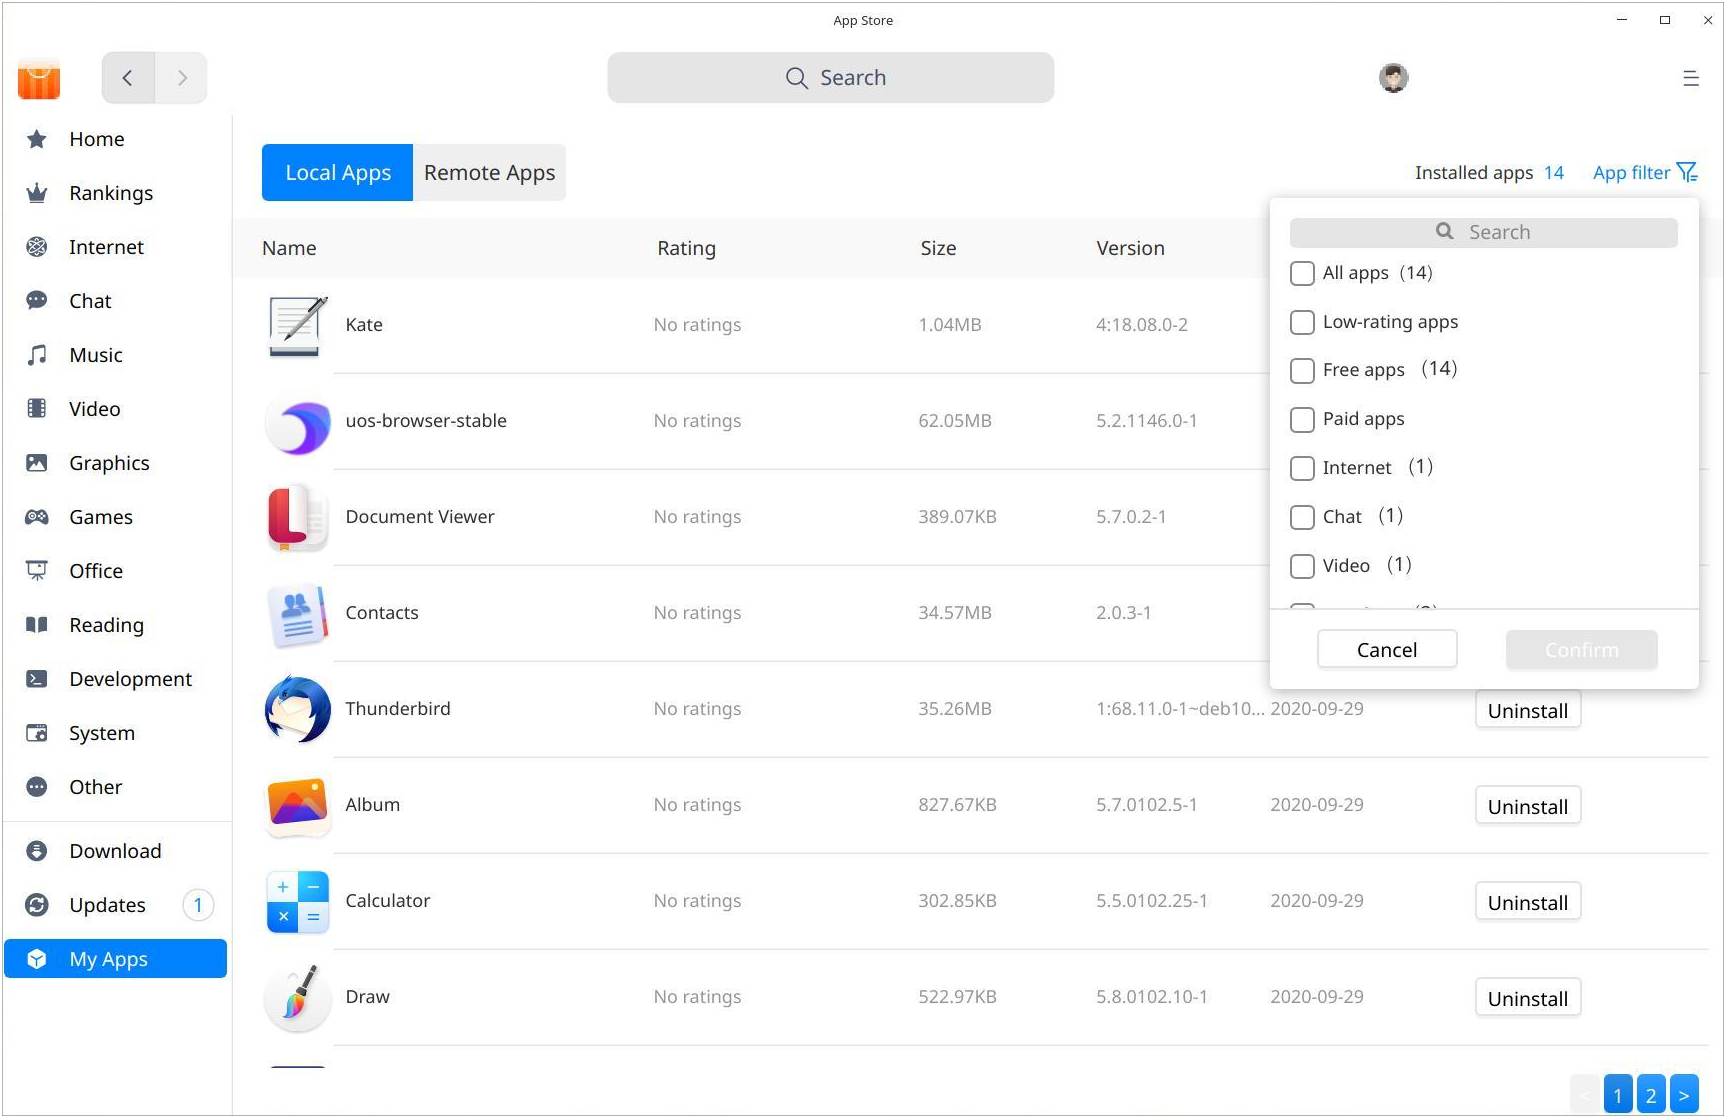 App Store
Search
Home
Rankings
Internet
Chat
Music
Video
Graphics
Games
Office
Reading
Development
System
Other
Download
Updates 1
My Apps
Local Apps Remote Apps
Installed apps 14 App filter
Name Rating Size Version
Kate No ratings 1.04MB 4:18.08.0-2
uos-browser-stable No ratings 62.05MB 5.2.1146.0-1
Document Viewer No ratings 389.07KB 5.7.0.2-1
Contacts No ratings 34.57MB 2.0.3-1
Thunderbird No ratings 35.26MB 1:68.11.0-1~deb10... 2020-09-29 Uninstall
Album No ratings 827.67KB 5.7.0102.5-1 2020-09-29 Uninstall
Calculator No ratings 302.85KB 5.5.0102.25-1 2020-09-29 Uninstall
Draw No ratings 522.97KB 5.8.0102.10-1 2020-09-29 Uninstall
Search
All apps (14)
Low-rating apps
Free apps (14)
Paid apps
Internet (1)
Chat (1)
Video (1)
Cancel Confirm
< 1 2 >